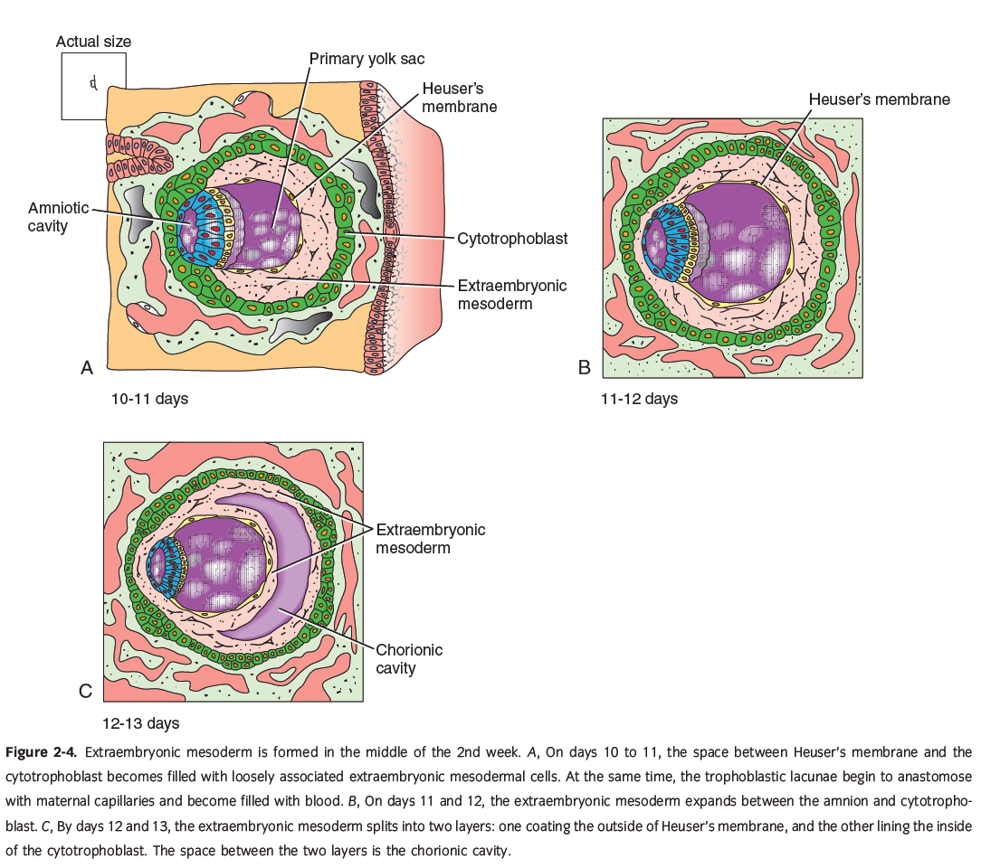 Actual size
Primary yolk sac
Heuser's
membrane
Amniotic
cavity
Cytotrophoblast
Extraembryonic
mesoderm
A
10-11 days
Heuser's membrane
B
11-12 days
Extraembryonic
mesoderm
Chorionic
cavity
C
12-13 days
Figure 2-4. Extraembryonic mesoderm is formed in the middle of the 2nd week. A, On days 10 to 11, the space between Heuser's membrane and the
cytotrophoblast becomes filled with loosely associated extraembryonic mesodermal cells. At the same time, the trophoblastic lacunae begin to anastomose
with maternal capillaries and become filled with blood. B, On days 11 and 12, the extraembryonic mesoderm expands between the amnion and cytotropho-
blast. C, By days 12 and 13, the extraembryonic mesoderm splits into two layers: one coating the outside of Heuser's membrane, and the other lining the inside
of the cytotrophoblast. The space between the two layers is the chorionic cavity.